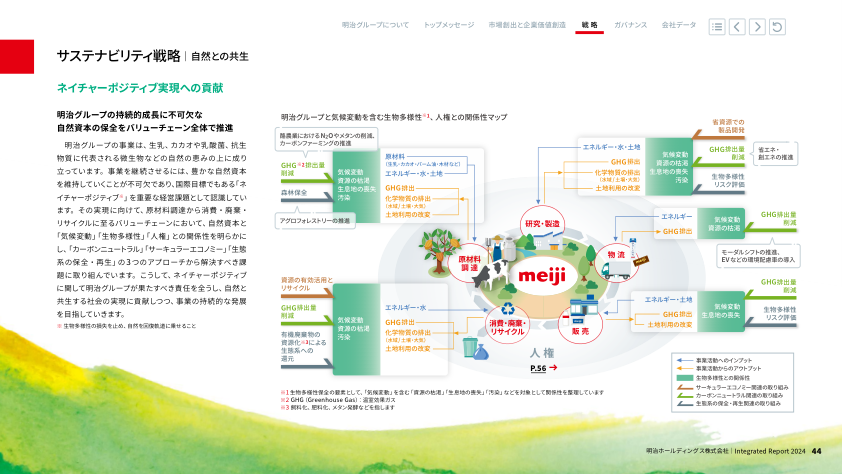 明治グループについて　トップメッセージ　市場創出と企業価値創造　戦略　ガバナンス　会社データ
サステナビリティ戦略｜自然との共生
ネイチャーポジティブ実現への貢献
明治グループの持続的成長に不可欠な
自然資本の保全をバリューチェーン全体で推進
明治グループの事業は、生乳、カカオや乳酸菌、抗生
物質に代表される微生物などの自然の恵みの上に成り
立っています。事業を継続させるには、豊かな自然資本
を維持していくことが不可欠であり、国際目標でもある「ネ
イチャーポジティブ※」を重要な経営課題として認識してい
ます。その実現に向けて、原材料調達から消費・廃棄・
リサイクルに至るバリューチェーンにおいて、自然資本と
「気候変動」「生物多様性」「人権」との関係性を明らかに
し、「カーボンニュートラル」「サーキュラーエコノミー」「生態
系の保全・再生」の3つのアプローチから解決すべき課
題に取り組んでいます。こうして、ネイチャーポジティブ
に関して明治グループが果たすべき責任を全うし、自然と
共生する社会の実現に貢献しつつ、事業の持続的な発展
を目指していきます。
※ 生物多様性の損失を止め、自然を回復軌道に乗せること
明治グループと気候変動を含む生物多様性※1、人権との関係性マップ
酪農業におけるN₂Oやメタンの削減、
カーボンファーミングの推進
GHG※2排出量
削減
森林保全
アグロフォレストリーの推進
気候変動
資源の枯渇
生息地の喪失
汚染
原材料
(生乳・カカオ・パーム油・木材など)
エネルギー・水・土地
GHG排出
化学物質の排出
(水域/土壌・大気)
土地利用の改変
エネルギー・水・土地
GHG排出
化学物質の排出
(水域/土壌・大気)
土地利用の改変
気候変動
資源の枯渇
生息地の喪失
汚染
省資源での
製品開発
GHG排出量
削減
省エネ・
創エネの推進
生物多様性
リスク評価
研究・製造
原材料
調達
物流
meiji
消費・廃棄・
リサイクル
販売
エネルギー
GHG排出
気候変動
資源の枯渇
GHG排出量
削減
モーダルシフトの推進、
EVなどの環境配慮車の導入
資源の有効活用と
リサイクル
GHG排出量
削減
有機廃棄物の
資源化※3による
生態系への
還元
気候変動
資源の枯渇
汚染
エネルギー・水
GHG排出
化学物質の排出
(水域/土壌・大気)
土地利用の改変
エネルギー・土地
GHG排出
土地利用の改変
気候変動
生息地の喪失
GHG排出量
削減
生物多様性
リスク評価
人権
P.56 →
事業活動へのインプット
事業活動からのアウトプット
生物多様性との関係性
サーキュラーエコノミー関連の取り組み
カーボンニュートラル関連の取り組み
生態系の保全・再生関連の取り組み
※1 生物多様性保全の要素として、「気候変動」を含む「資源の枯渇」「生息地の喪失」「汚染」などを対象として関係性を整理しています
※2 GHG (Greenhouse Gas)：温室効果ガス
※3 飼料化、肥料化、メタン発酵などを指します
明治ホールディングス株式会社｜Integrated Report 2024　44